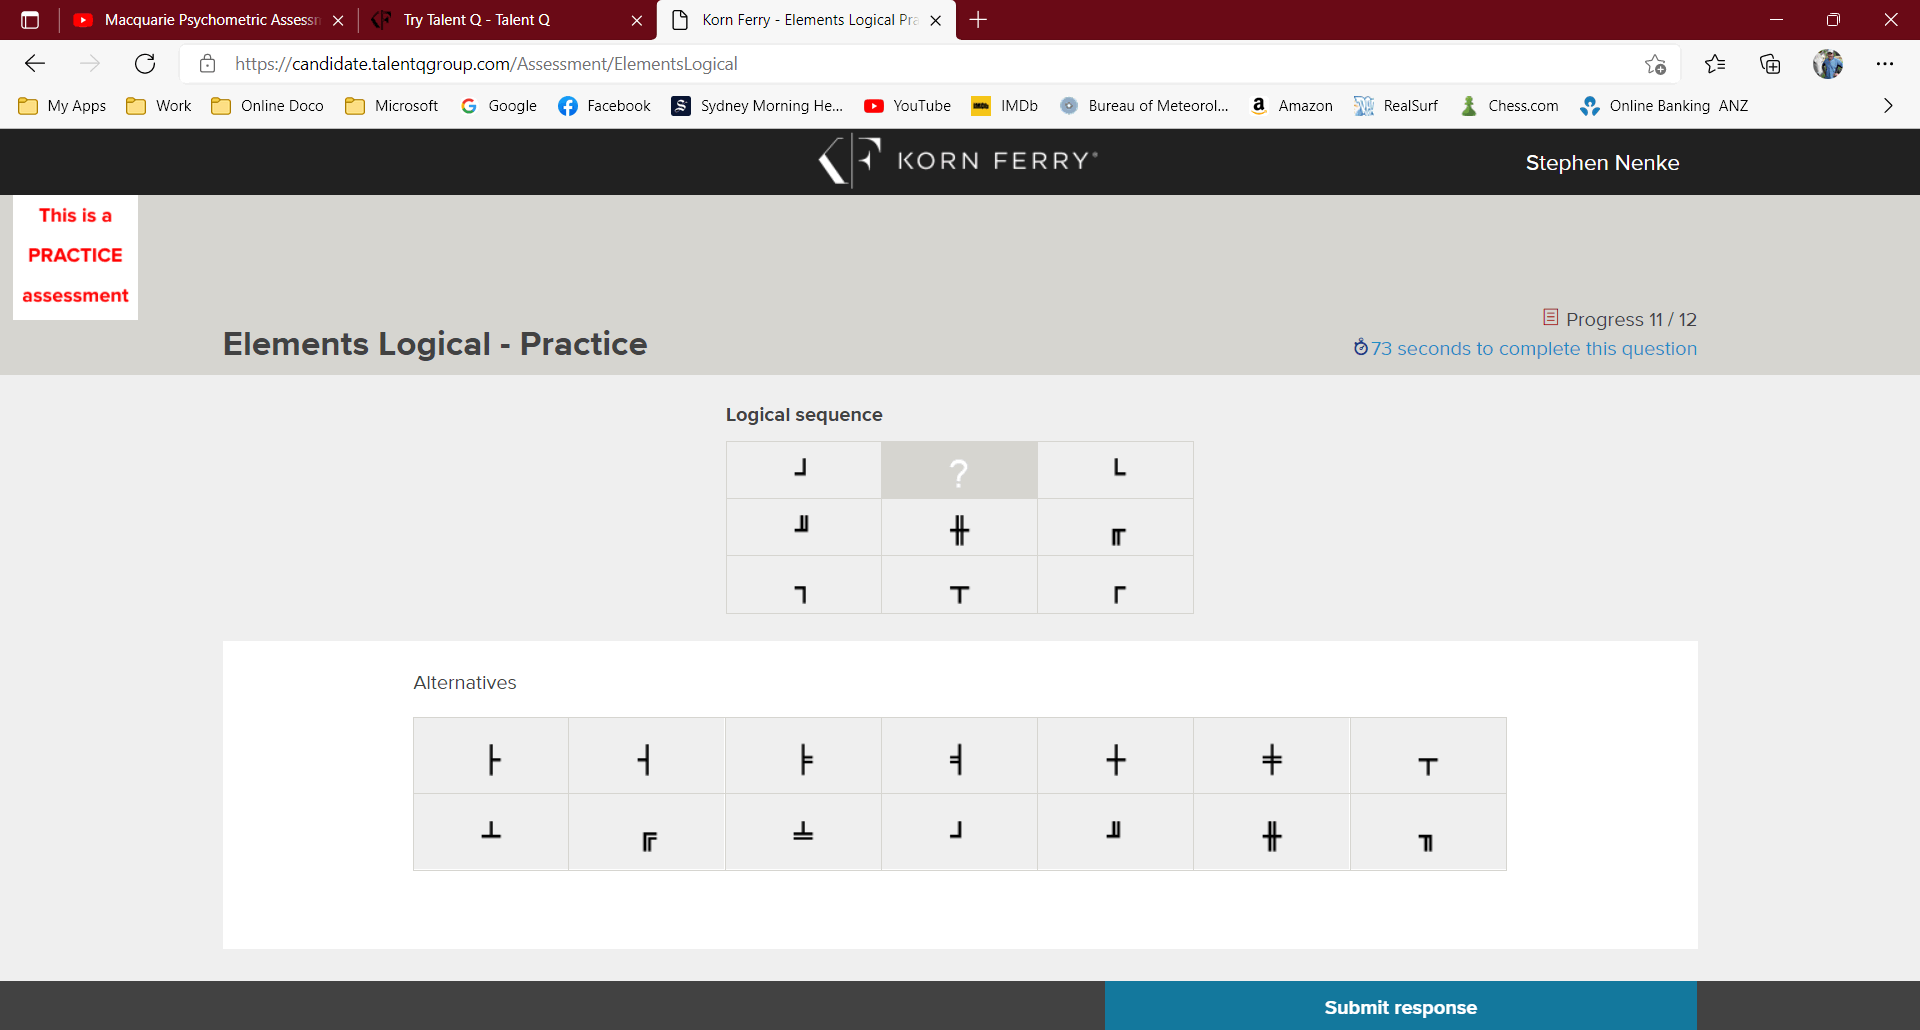 Macquarie Psychometric Assessn
Try Talent Q - Talent Q
Korn Ferry - Elements Logical Pra
https://candidate.talentqgroup.com/Assessment/ElementsLogical
My Apps Work Online Doco Microsoft Google Facebook Sydney Morning He... YouTube IMDb Bureau of Meteorol... Amazon RealSurf Chess.com Online Banking ANZ
KORN FERRY
Stephen Nenke
This is a
PRACTICE
assessment
Elements Logical - Practice
Progress 11 / 12
73 seconds to complete this question
Logical sequence
┘ ? └
╜ ╫ ╓
┐ ┬ ┌
Alternatives
├ ┤ ╞ ╡ ┼ ╪ ┬
┴ ╔ ╧ ┘ ╜ ╫ ╖
Submit response